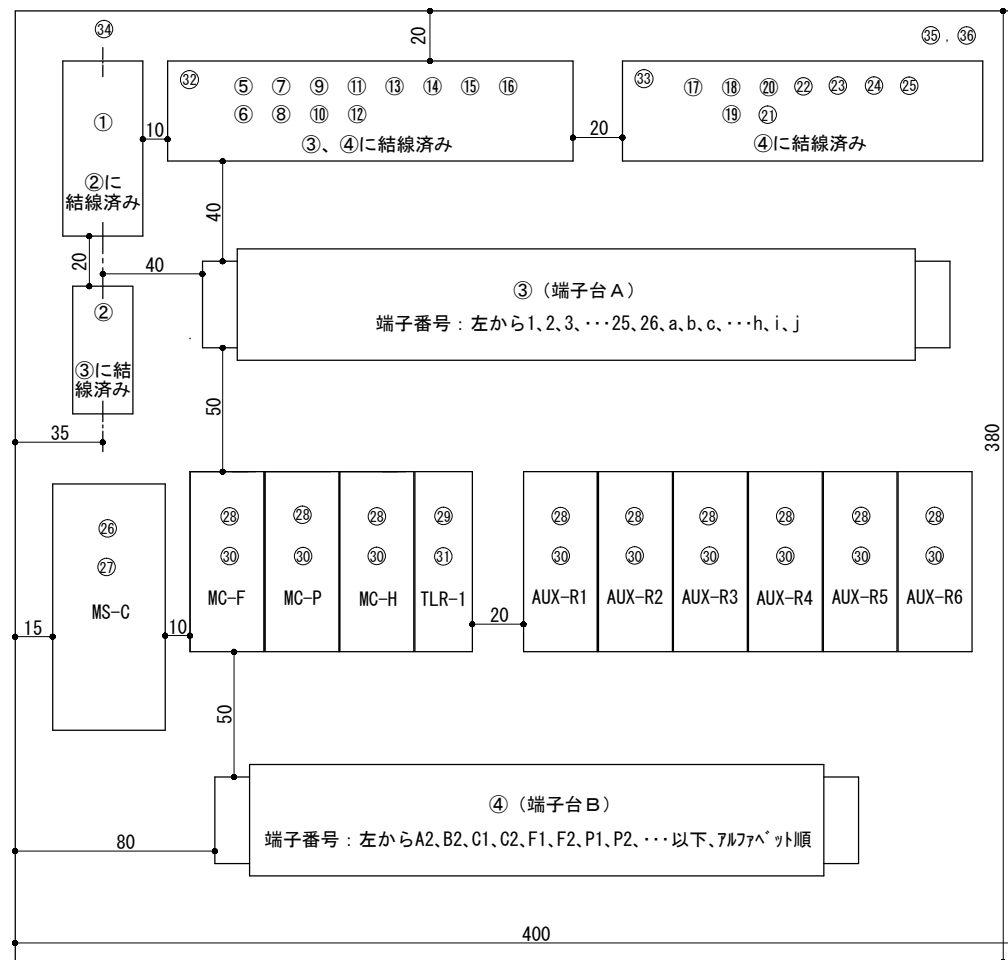 ㉞
20
㉟．㊱
①
②に
結線済み
10
㉜ ⑤ ⑦ ⑨ ⑪ ⑬ ⑭ ⑮ ⑯
⑥ ⑧ ⑩ ⑫
③、④に結線済み
20
㉝ ⑰ ⑱ ⑳ ㉒ ㉓ ㉔ ㉕
⑲ ㉑
④に結線済み
20
40
40
②
③に結
線済み
③（端子台Ａ）
端子番号：左から1､2､3､･･･25､26､a､b､c､･･･h､i､j
35
50
380
㉖
㉗
MS-C
15
10
㉘ ㉘ ㉘ ㉙
㉚ ㉚ ㉚ ㉛
MC-F MC-P MC-H TLR-1
20
㉘ ㉘ ㉘ ㉘ ㉘ ㉘
㉚ ㉚ ㉚ ㉚ ㉚ ㉚
AUX-R1 AUX-R2 AUX-R3 AUX-R4 AUX-R5 AUX-R6
50
80
④（端子台Ｂ）
端子番号：左からA2､B2､C1､C2､F1､F2､P1､P2､･･･以下､ｱﾙﾌｧﾍﾞｯﾄ順
400